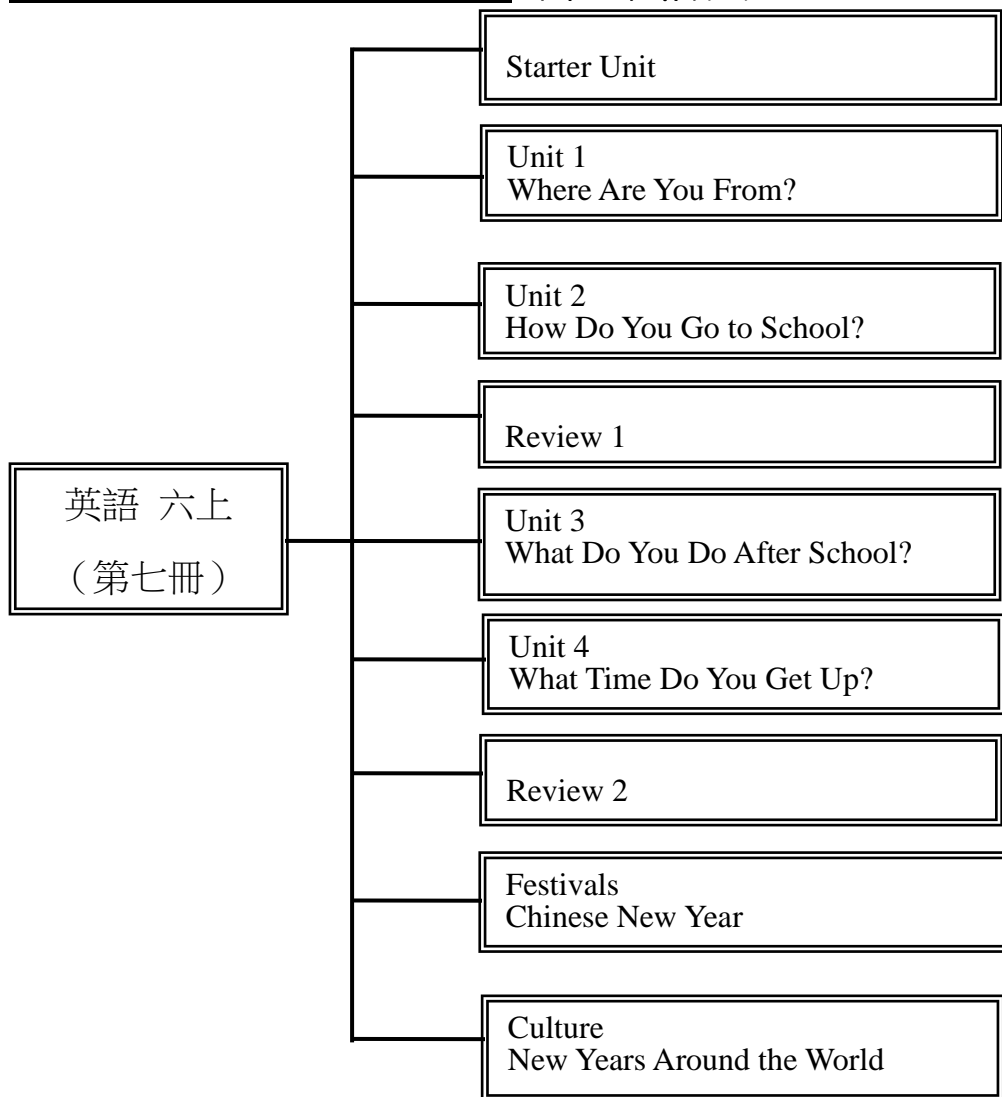 Starter Unit
Unit 1
Where Are You From?
Unit 2
How Do You Go to School?
Review 1
英語 六上
（第七冊）
Unit 3
What Do You Do After School?
Unit 4
What Time Do You Get Up?
Review 2
Festivals
Chinese New Year
Culture
New Years Around the World